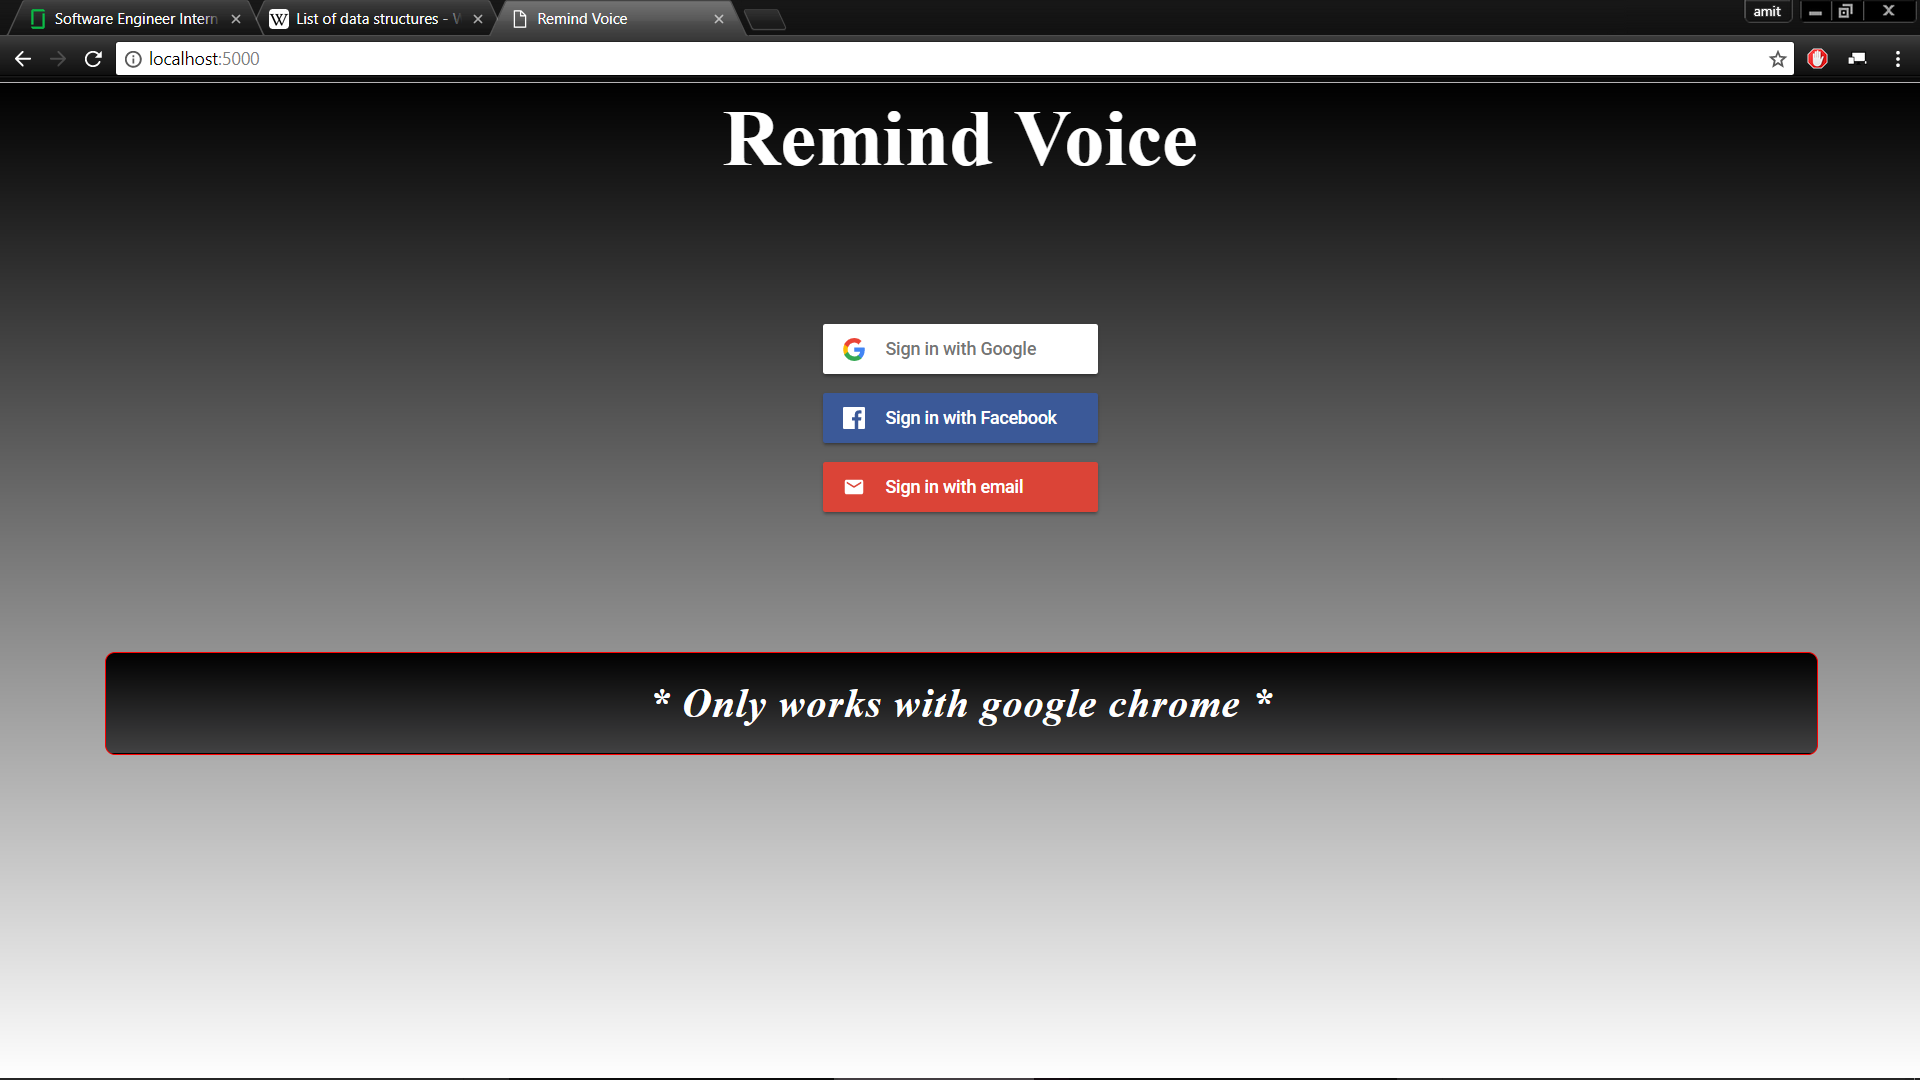 Software Engineer Intern
List of data structures -
Remind Voice
amit
localhost:5000
Remind Voice
Sign in with Google
Sign in with Facebook
Sign in with email
* Only works with google chrome *